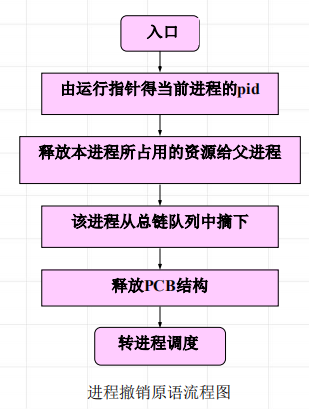 入口
由运行指针得当前进程的pid
释放本进程所占用的资源给父进程
该进程从总链队列中摘下
释放PCB结构
转进程调度
进程撤销原语流程图